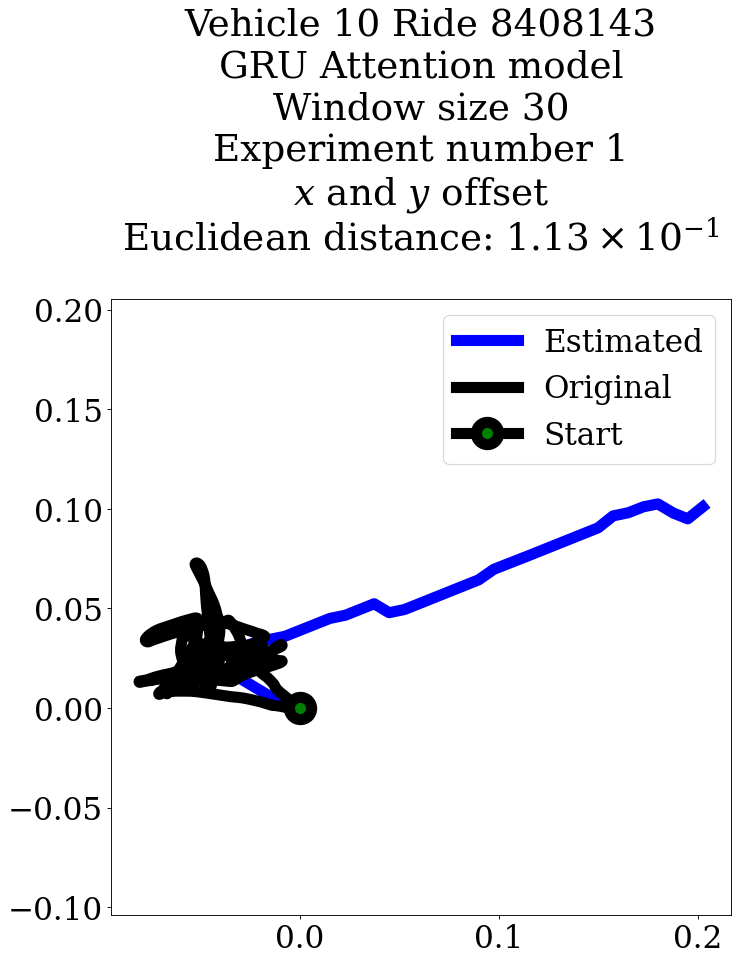 Vehicle 10 Ride 8408143
GRU Attention model
Window size 30
Experiment number 1
x and y offset
Euclidean distance: 1.13 × 10⁻¹
0.20
0.15
0.10
0.05
0.00
−0.05
−0.10
Estimated
Original
Start
0.0 0.1 0.2